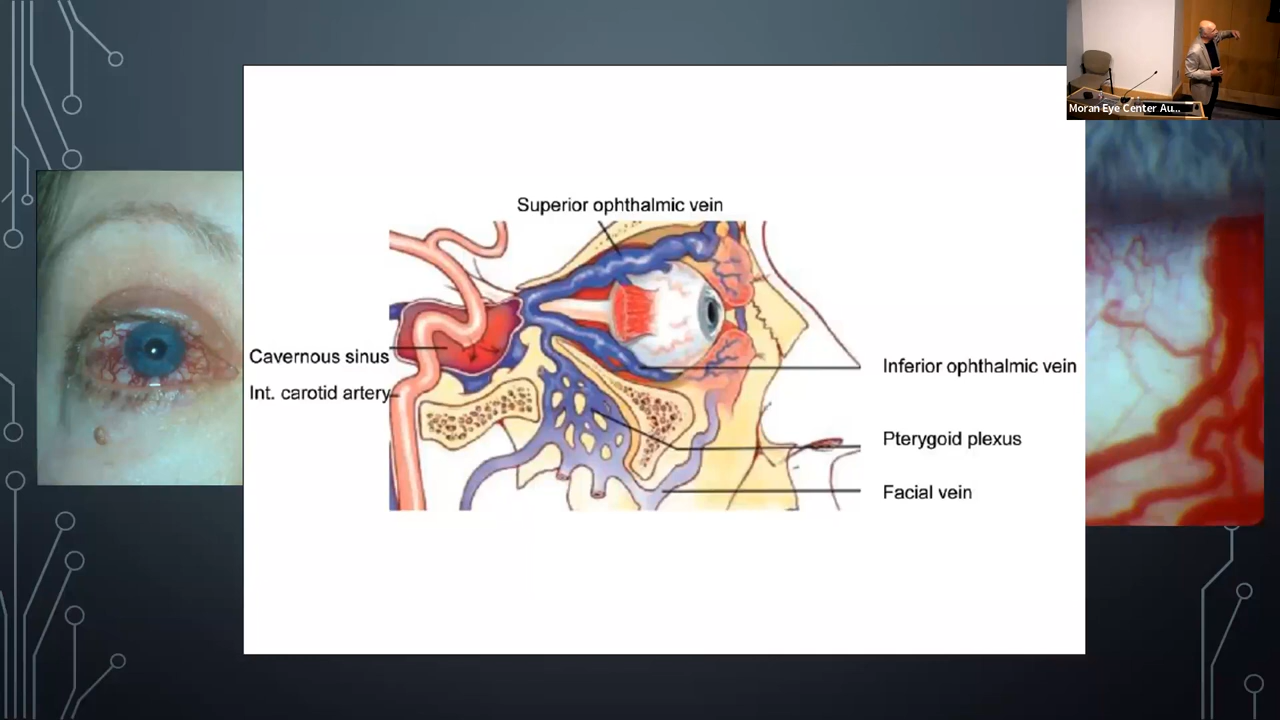 Moran Eye Center Au...
Superior ophthalmic vein
Cavernous sinus
Int. carotid artery
Inferior ophthalmic vein
Pterygoid plexus
Facial vein